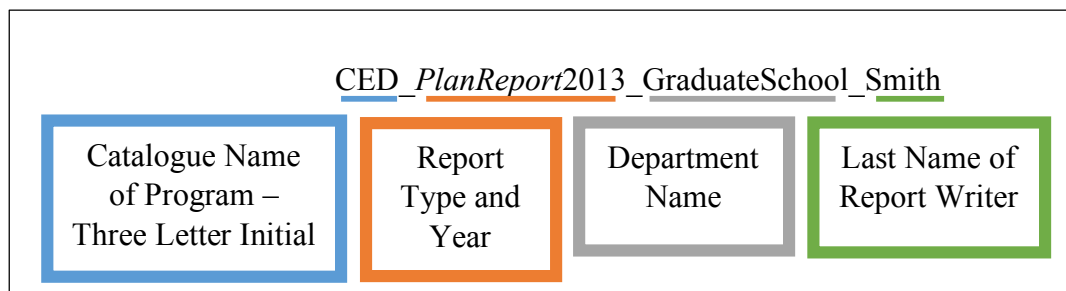 CED_PlanReport2013_GraduateSchool_Smith
Catalogue Name
of Program –
Three Letter Initial
Report
Type and
Year
Department
Name
Last Name of
Report Writer